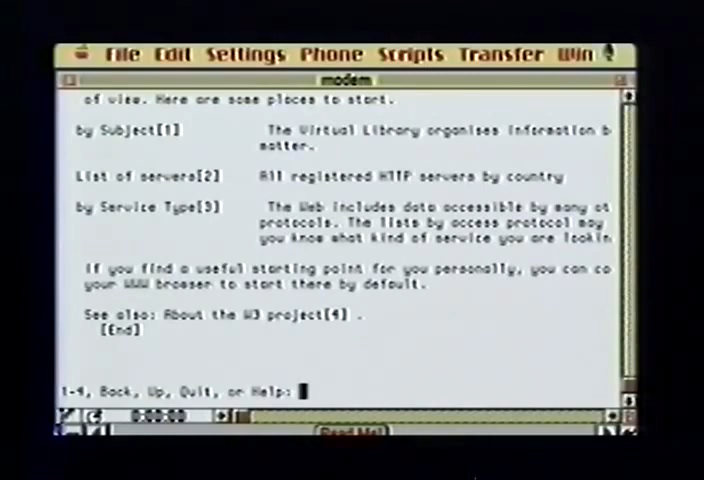 File Edit Settings Phone Scripts Transfer Win
modem
of view. Here are some places to start.
by Subject[1] The Virtual Library organises information b
matter.
List of servers[2] All registered HTTP servers by country
by Service Type[3] The Web includes data accessible by many ot
protocols. The lists by access protocol may
you know what kind of service you are lookin
If you find a useful starting point for you personally, you can co
your WWW browser to start there by default.
See also: About the W3 project[4] .
[End]
1-4, Back, Up, Quit, or Help:
0:00:00
Read Me!